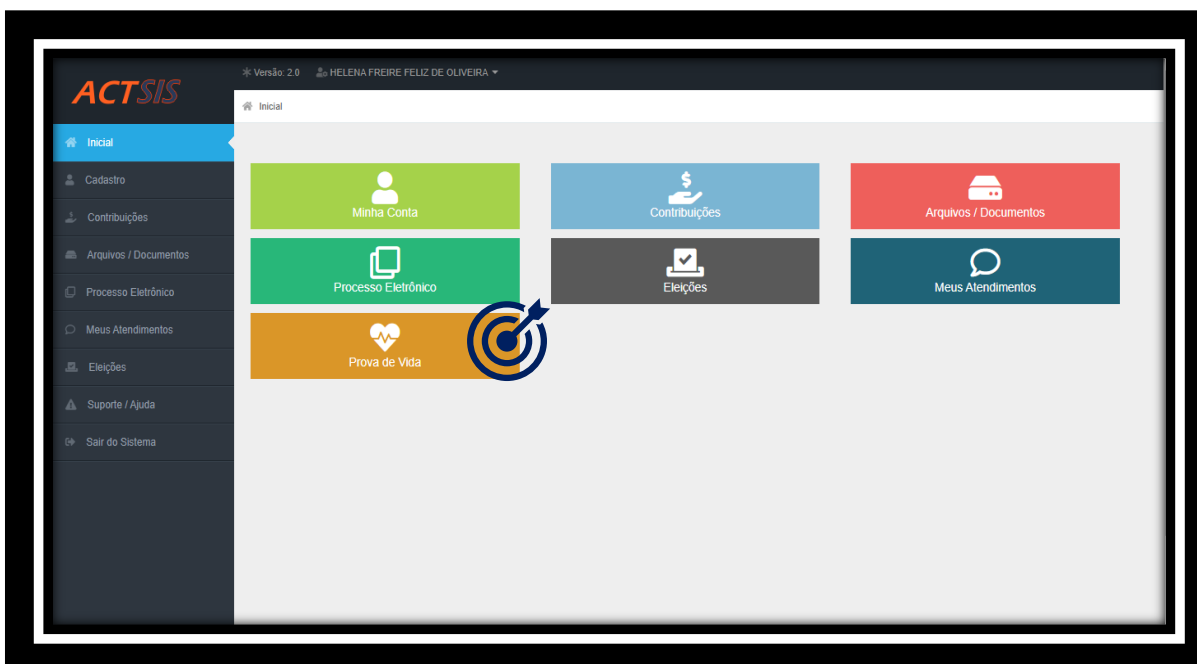 ACTSIS
Versão: 2.0 HELENA FREIRE FELIZ DE OLIVEIRA
Inicial
Inicial
Cadastro
Contribuições
Arquivos / Documentos
Processo Eletrônico
Meus Atendimentos
Eleições
Suporte / Ajuda
Sair do Sistema
Minha Conta
Contribuições
Arquivos / Documentos
Processo Eletrônico
Eleições
Meus Atendimentos
Prova de Vida